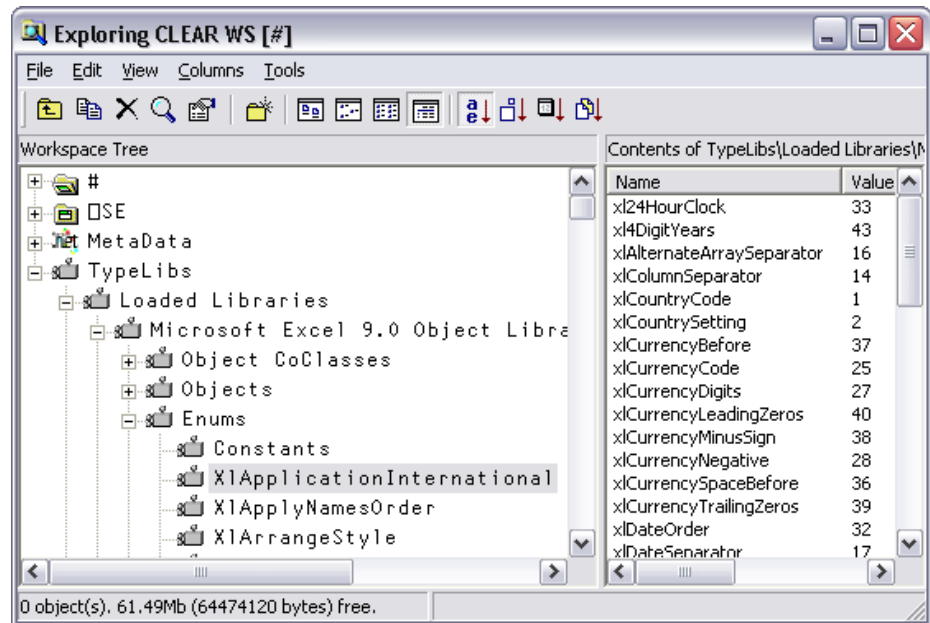 Exploring CLEAR WS [#]
File Edit View Columns Tools
Workspace Tree
Contents of TypeLibs\Loaded Libraries\
#
⎕SE
MetaData
TypeLibs
Loaded Libraries
Microsoft Excel 9.0 Object Libra
Object CoClasses
Objects
Enums
Constants
XlApplicationInternational
XlApplyNamesOrder
XlArrangeStyle
Name Value
xl24HourClock 33
xl4DigitYears 43
xlAlternateArraySeparator 16
xlColumnSeparator 14
xlCountryCode 1
xlCountrySetting 2
xlCurrencyBefore 37
xlCurrencyCode 25
xlCurrencyDigits 27
xlCurrencyLeadingZeros 40
xlCurrencyMinusSign 38
xlCurrencyNegative 28
xlCurrencySpaceBefore 36
xlCurrencyTrailingZeros 39
xlDateOrder 32
xlDateSeparator 17
0 object(s). 61.49Mb (64474120 bytes) free.